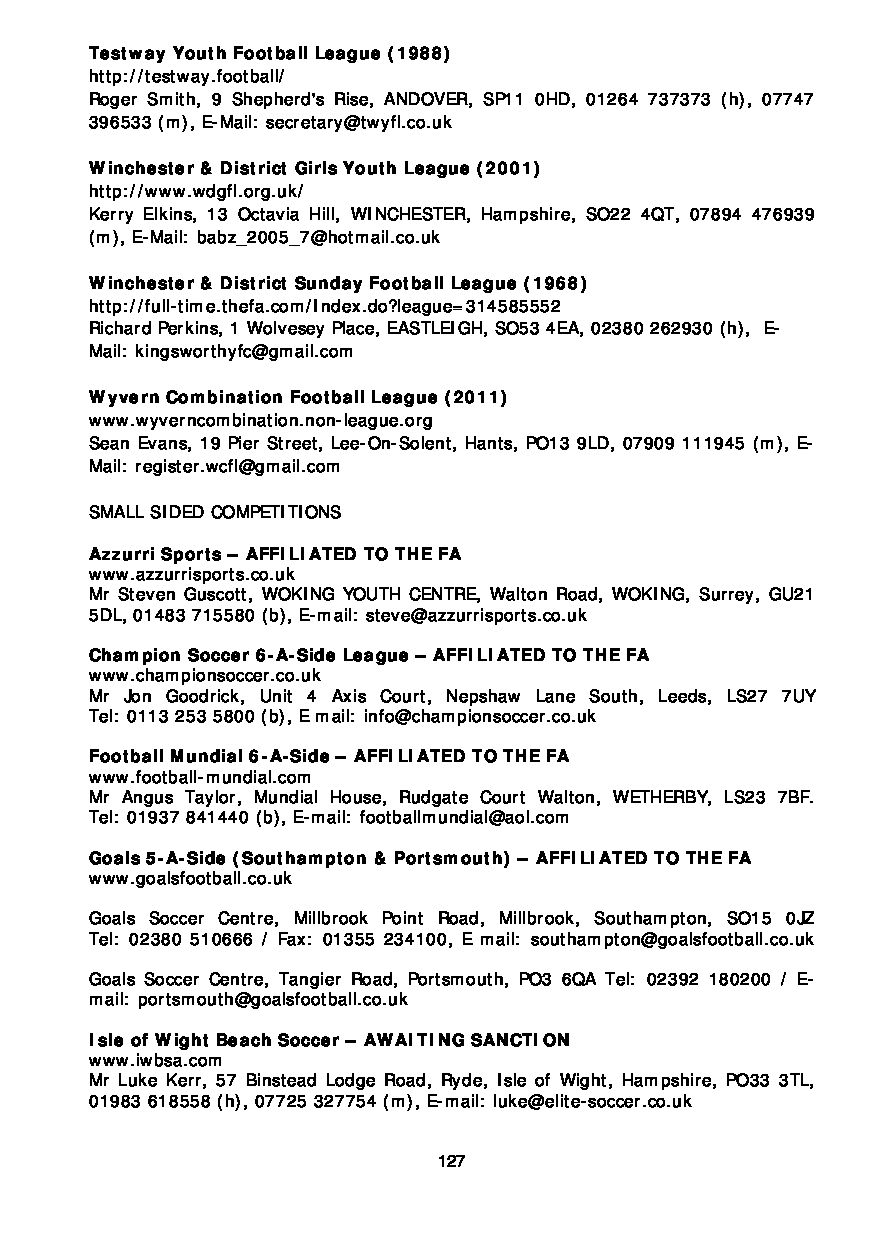 Testway Youth Football League (1988)
http://testway.football/
Roger Smith, 9 Shepherd's Rise, ANDOVER, SP11 0HD, 01264 737373 (h), 07747
396533 (m), E-Mail: secretary@twyfl.co.uk
Winchester & District Girls Youth League (2001)
http://www.wdgfl.org.uk/
Kerry Elkins, 13 Octavia Hill, WINCHESTER, Hampshire, SO22 4QT, 07894 476939
(m), E-Mail: babz_2005_7@hotmail.co.uk
Winchester & District Sunday Football League (1968)
http://full-time.thefa.com/Index.do?league=314585552
Richard Perkins, 1 Wolvesey Place, EASTLEIGH, SO53 4EA, 02380 262930 (h), E-
Mail: kingsworthyfc@gmail.com
Wyvern Combination Football League (2011)
www.wyverncombination.non-league.org
Sean Evans, 19 Pier Street, Lee-On-Solent, Hants, PO13 9LD, 07909 111945 (m), E-
Mail: register.wcfl@gmail.com
SMALL SIDED COMPETITIONS
Azzurri Sports – AFFILIATED TO THE FA
www.azzurrisports.co.uk
Mr Steven Guscott, WOKING YOUTH CENTRE, Walton Road, WOKING, Surrey, GU21
5DL, 01483 715580 (b), E-mail: steve@azzurrisports.co.uk
Champion Soccer 6-A-Side League – AFFILIATED TO THE FA
www.championsoccer.co.uk
Mr Jon Goodrick, Unit 4 Axis Court, Nepshaw Lane South, Leeds, LS27 7UY
Tel: 0113 253 5800 (b), E mail: info@championsoccer.co.uk
Football Mundial 6-A-Side – AFFILIATED TO THE FA
www.football-mundial.com
Mr Angus Taylor, Mundial House, Rudgate Court Walton, WETHERBY, LS23 7BF.
Tel: 01937 841440 (b), E-mail: footballmundial@aol.com
Goals 5-A-Side (Southampton & Portsmouth) – AFFILIATED TO THE FA
www.goalsfootball.co.uk
Goals Soccer Centre, Millbrook Point Road, Millbrook, Southampton, SO15 0JZ
Tel: 02380 510666 / Fax: 01355 234100, E mail: southampton@goalsfootball.co.uk
Goals Soccer Centre, Tangier Road, Portsmouth, PO3 6QA Tel: 02392 180200 / E-
mail: portsmouth@goalsfootball.co.uk
Isle of Wight Beach Soccer – AWAITING SANCTION
www.iwbsa.com
Mr Luke Kerr, 57 Binstead Lodge Road, Ryde, Isle of Wight, Hampshire, PO33 3TL,
01983 618558 (h), 07725 327754 (m), E-mail: luke@elite-soccer.co.uk
127